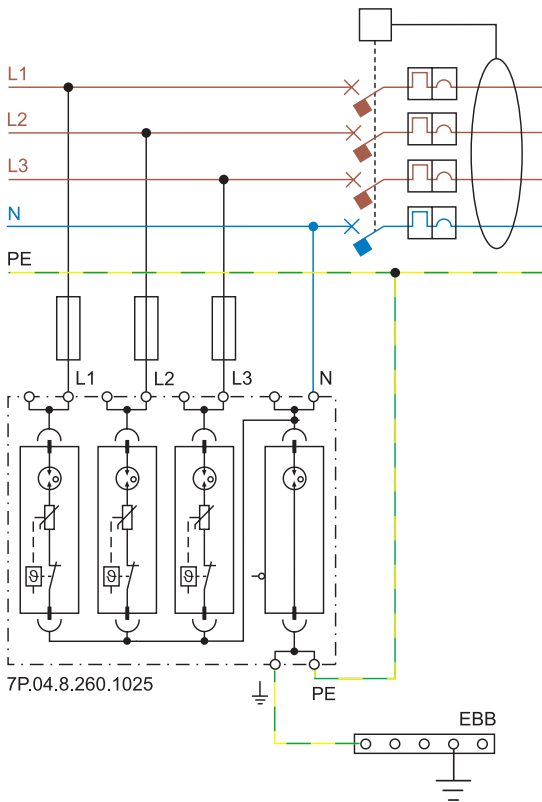 L1
L2
L3
N
PE
L1 L2 L3 N
ϑ ϑ ϑ
7P.04.8.260.1025
PE
EBB